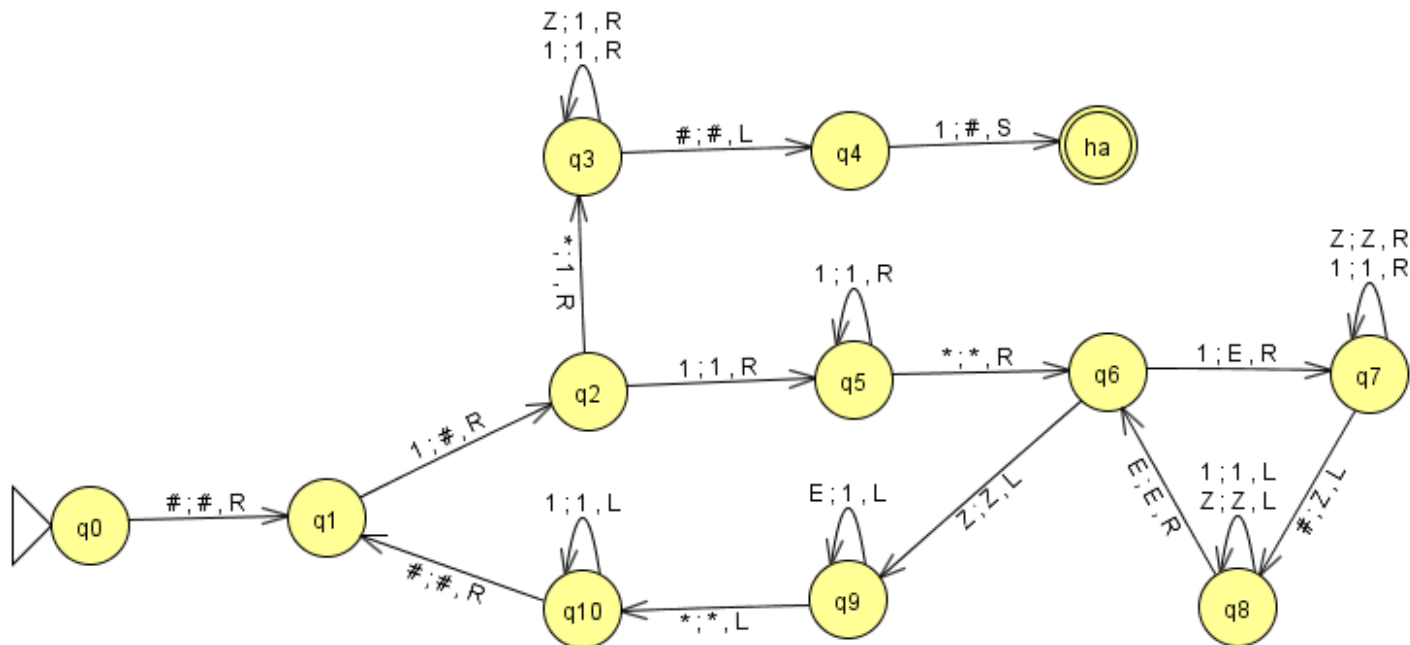 Z ; 1 , R
1 ; 1 , R
q3
# ; # , L
q4
1 ; # , S
ha
* ; 1 , R
Z ; Z , R
1 ; 1 , R
1 ; 1 , R
q2
1 ; 1 , R
q5
* ; * , R
q6
1 ; E , R
q7
1 ; # , R
q0
# ; # , R
q1
1 ; 1 , L
E ; 1 , L
Z ; Z , L
1 ; 1 , L
Z ; Z , L
E ; E , R
# ; Z , L
# ; # , R
q10
* ; * , L
q9
q8